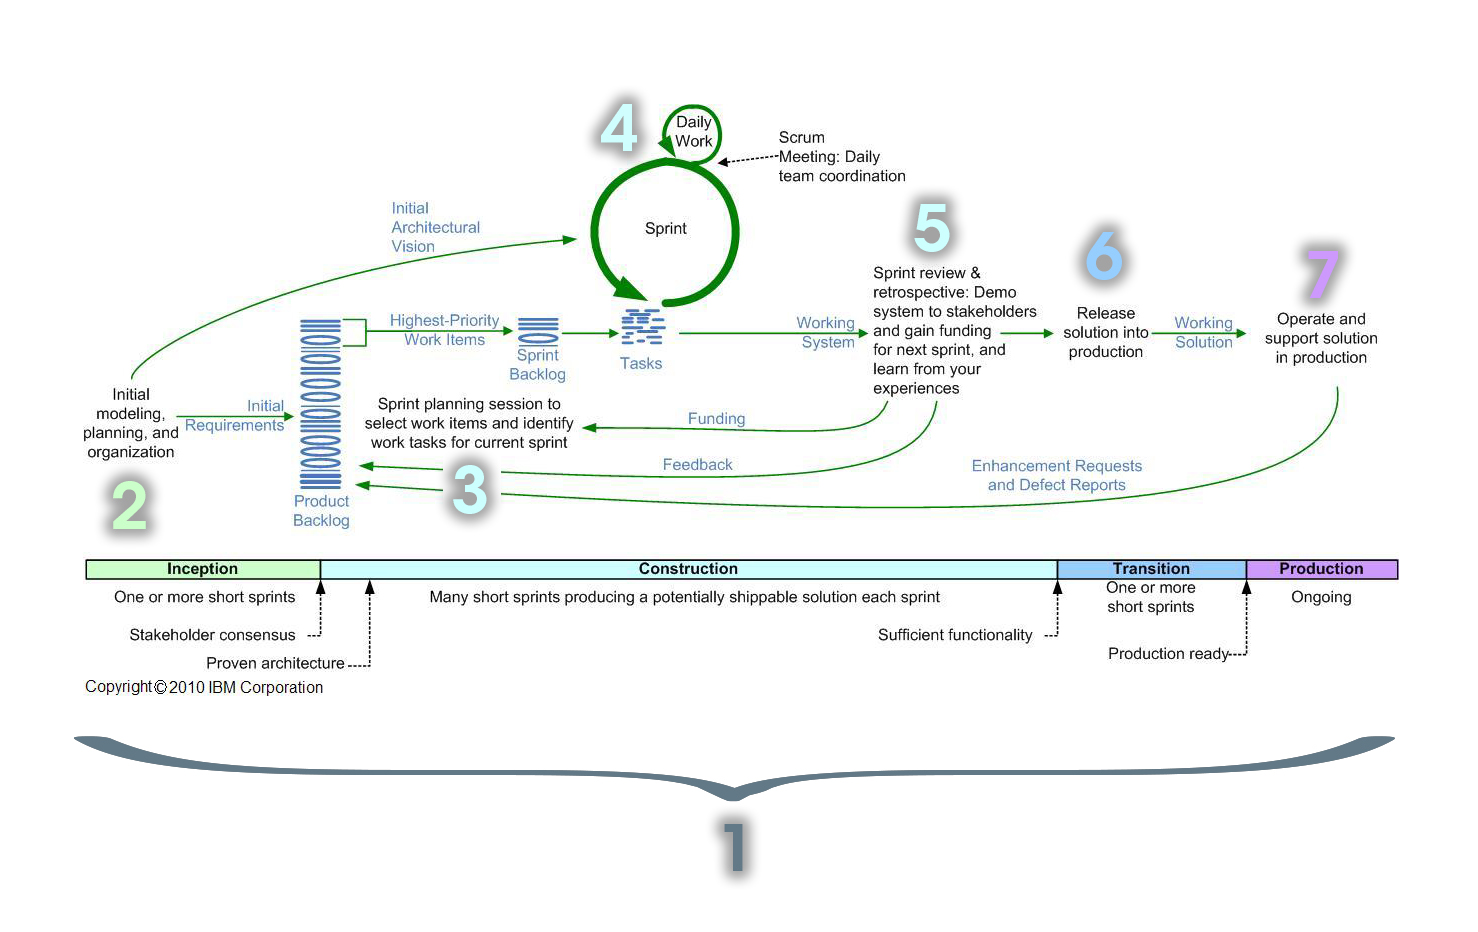 4
Daily
Work
Scrum
Meeting: Daily
team coordination
Initial
Architectural
Vision
Sprint
5
6
7
Sprint review &
retrospective: Demo
system to stakeholders
and gain funding
for next sprint, and
learn from your
experiences
Highest-Priority
Work Items
Sprint
Backlog
Tasks
Working
System
Release
solution into
production
Working
Solution
Operate and
support solution
in production
Initial
modeling,
planning, and
organization
Initial
Requirements
Sprint planning session to
select work items and identify
work tasks for current sprint
Funding
Feedback
Enhancement Requests
and Defect Reports
2
3
Product
Backlog
Inception
Construction
Transition
Production
One or more short sprints
Many short sprints producing a potentially shippable solution each sprint
One or more
short sprints
Ongoing
Stakeholder consensus
Sufficient functionality
Production ready
Proven architecture
Copyright © 2010 IBM Corporation
1